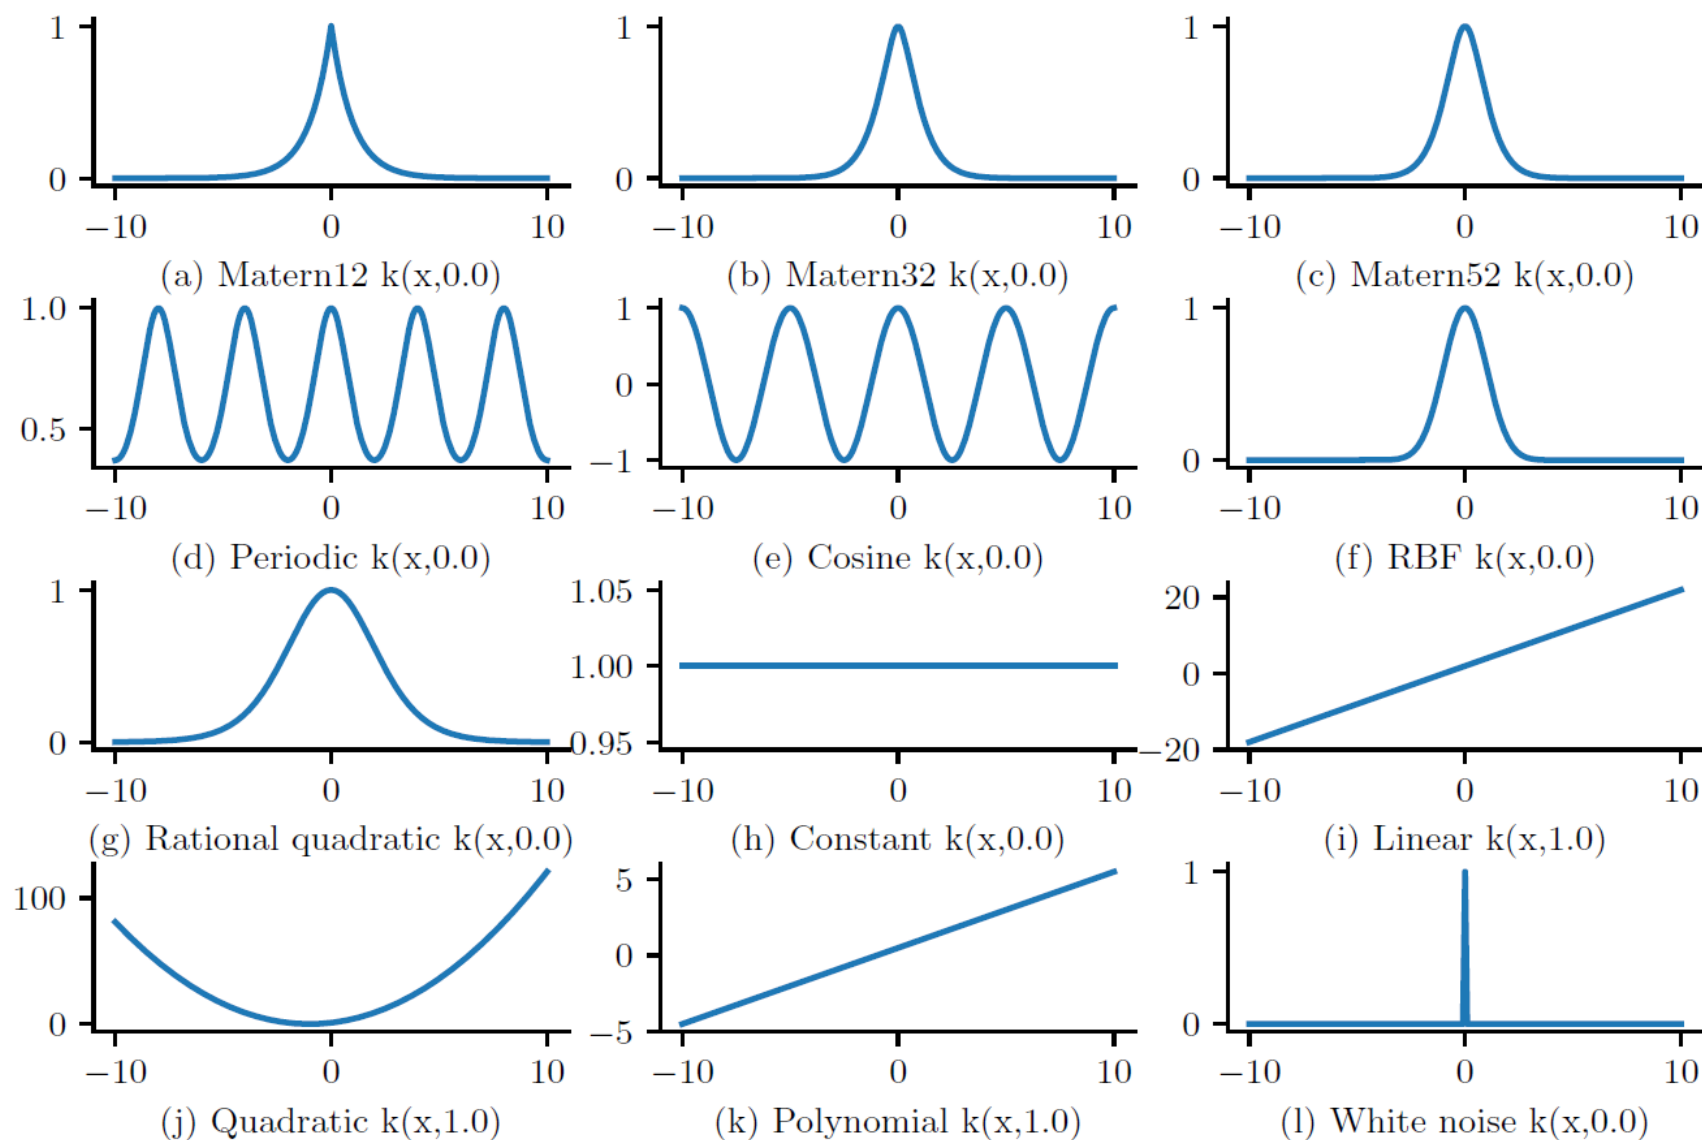 1
0
−10 0 10
(a) Matern12 k(x,0.0)
1
0
−10 0 10
(b) Matern32 k(x,0.0)
1
0
−10 0 10
(c) Matern52 k(x,0.0)
1.0
0.5
−10 0 10
(d) Periodic k(x,0.0)
1
0
−1
−10 0 10
(e) Cosine k(x,0.0)
1
0
−10 0 10
(f) RBF k(x,0.0)
1
0
−10 0 10
(g) Rational quadratic k(x,0.0)
1.05
1.00
0.95
−10 0 10
(h) Constant k(x,0.0)
20
0
−20
−10 0 10
(i) Linear k(x,1.0)
100
0
−10 0 10
(j) Quadratic k(x,1.0)
5
0
−5
−10 0 10
(k) Polynomial k(x,1.0)
1
0
−10 0 10
(l) White noise k(x,0.0)